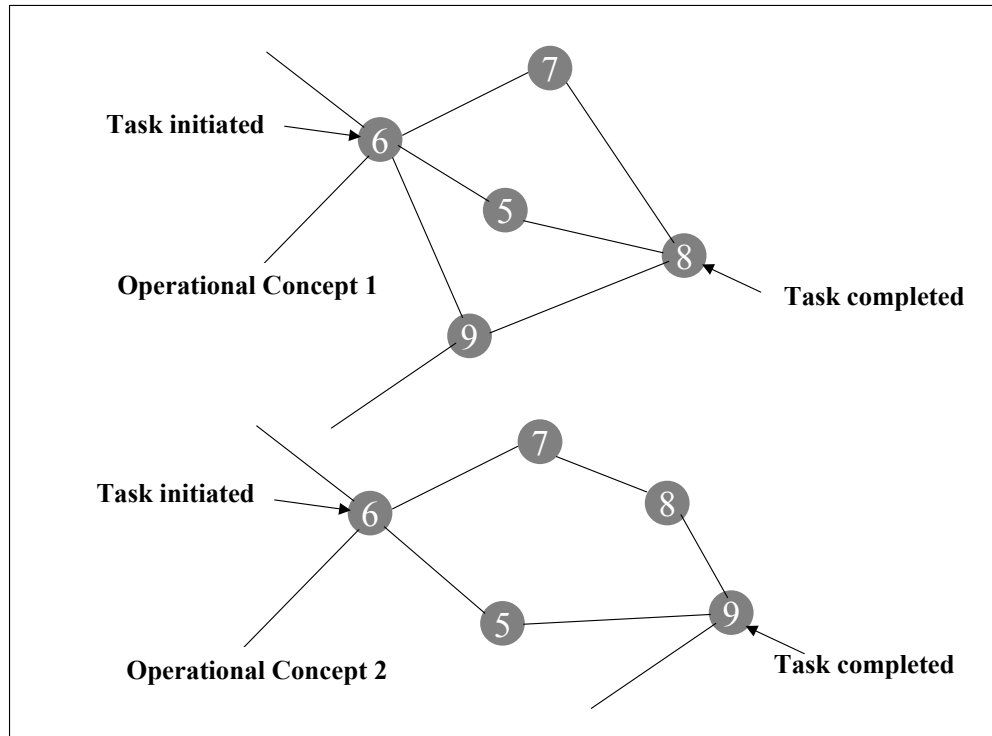 7
Task initiated
6
5
8
Operational Concept 1
Task completed
9
7
Task initiated
8
6
5
9
Operational Concept 2
Task completed